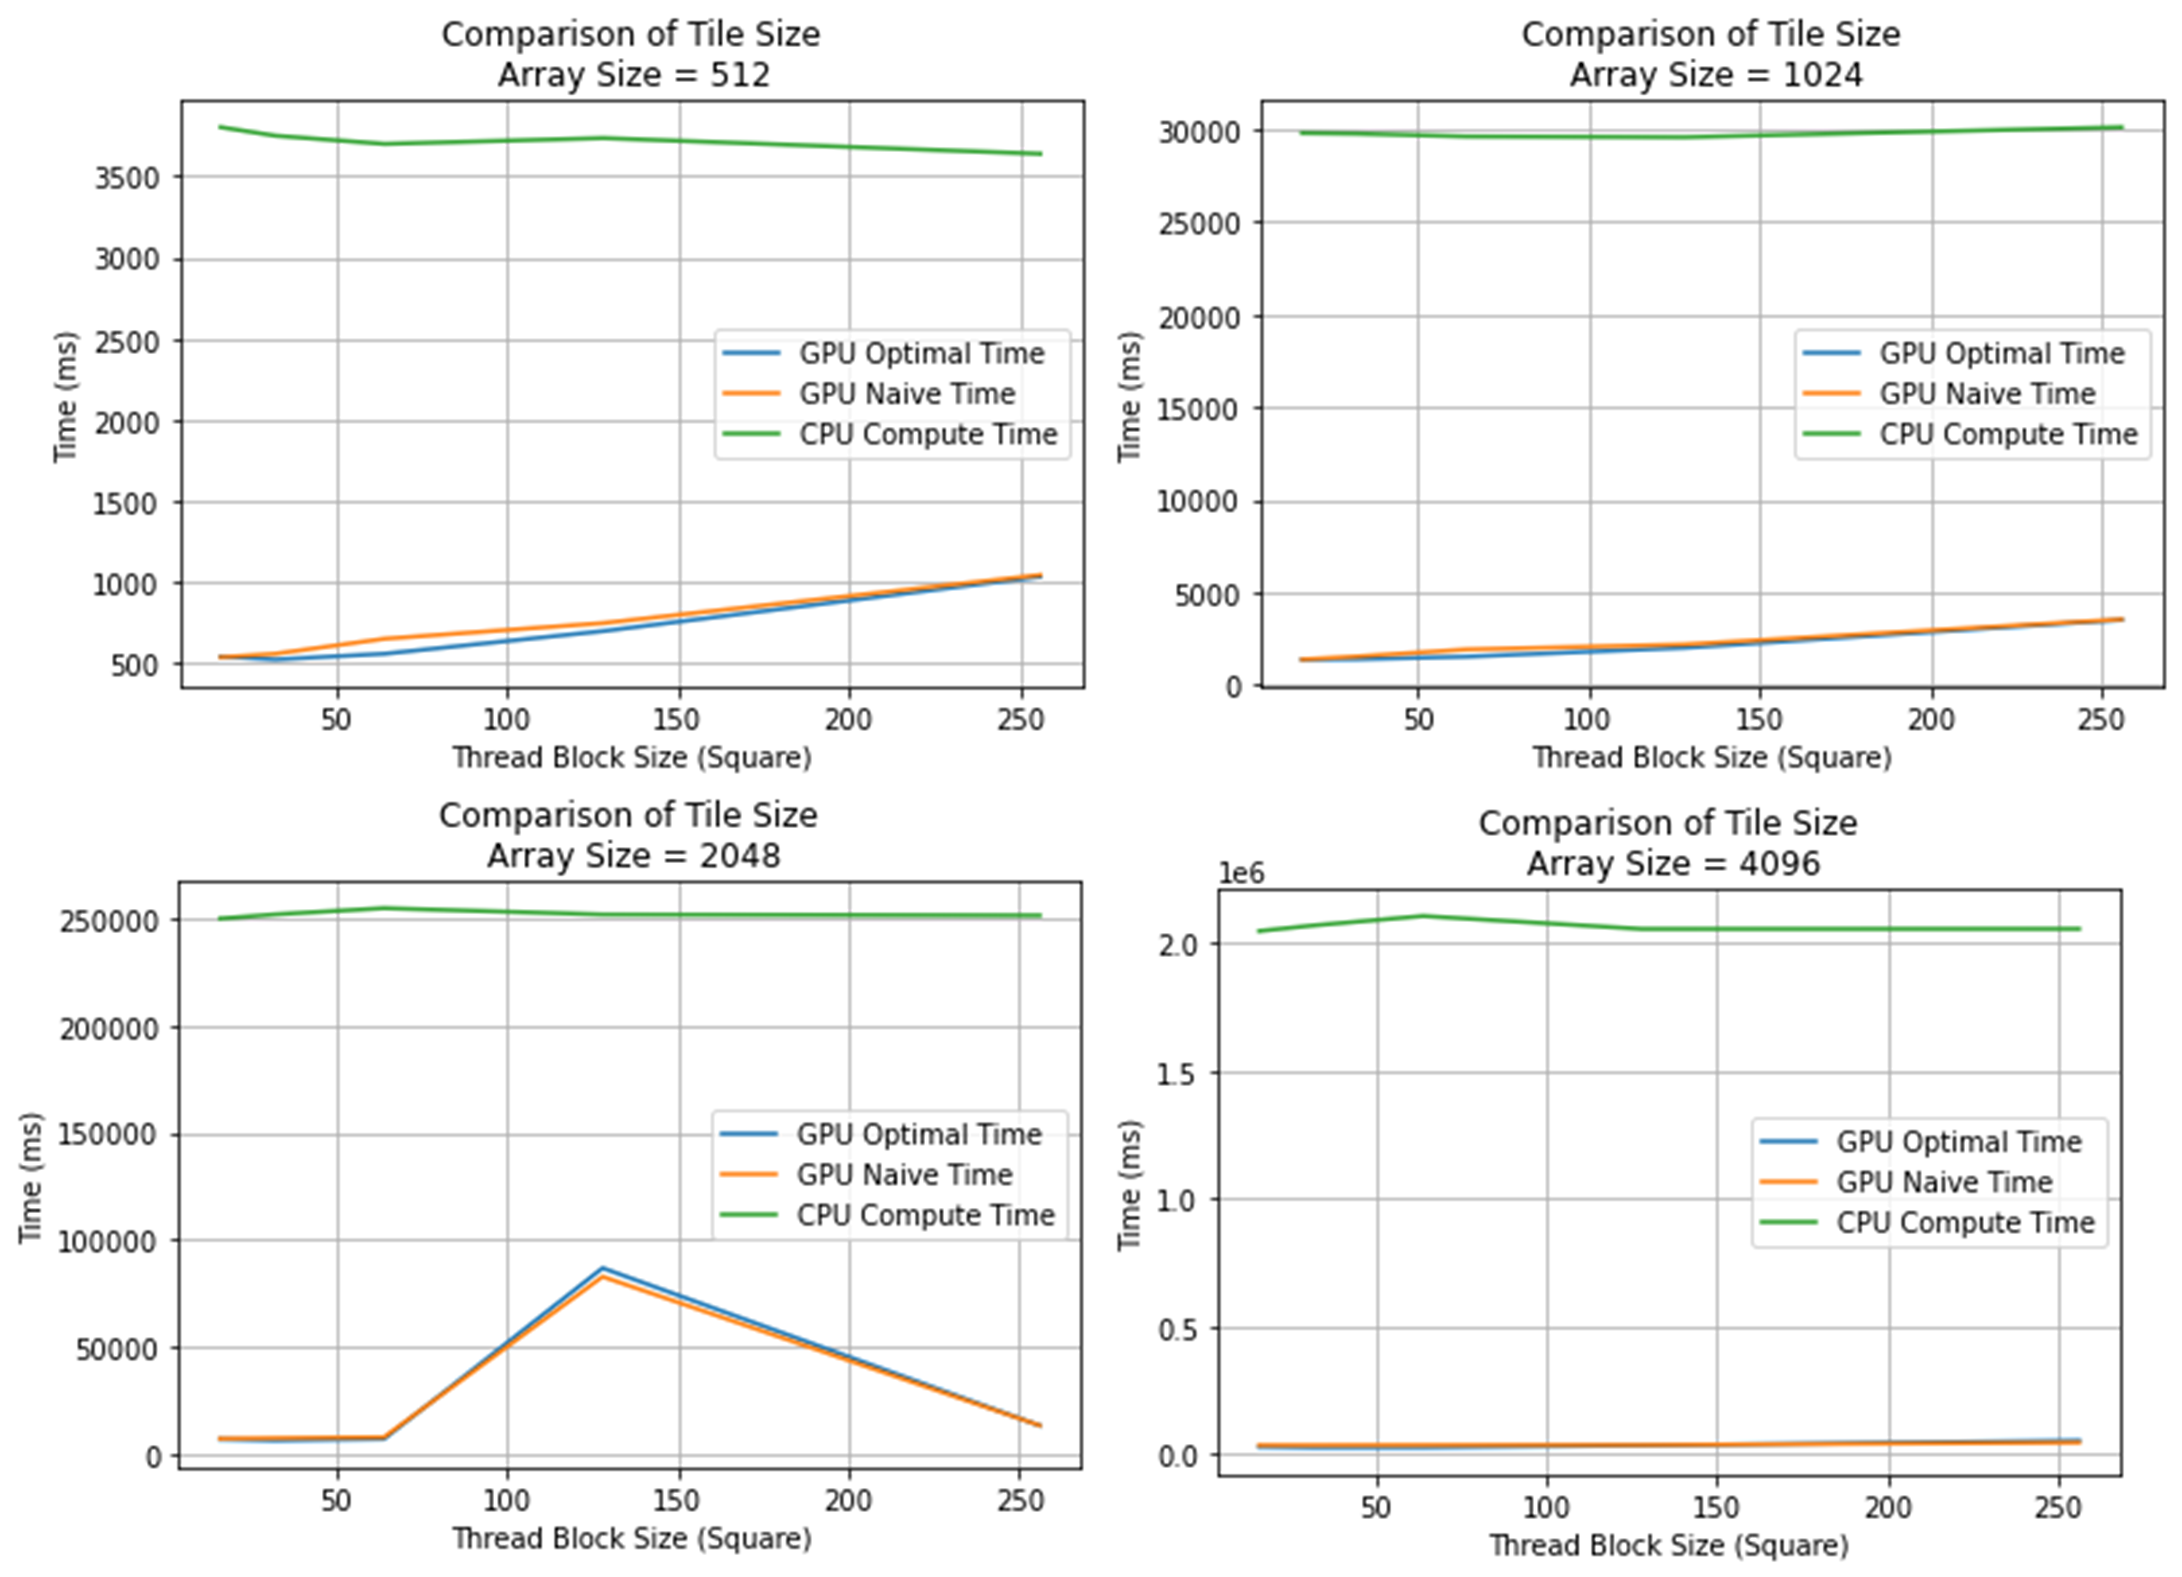 Comparison of Tile Size
Array Size = 512
3500
3000
2500
2000
1500
1000
500
Time (ms)
GPU Optimal Time
GPU Naive Time
CPU Compute Time
50 100 150 200 250
Thread Block Size (Square)
Comparison of Tile Size
Array Size = 1024
30000
25000
20000
15000
10000
5000
0
Time (ms)
GPU Optimal Time
GPU Naive Time
CPU Compute Time
50 100 150 200 250
Thread Block Size (Square)
Comparison of Tile Size
Array Size = 2048
250000
200000
150000
100000
50000
0
Time (ms)
GPU Optimal Time
GPU Naive Time
CPU Compute Time
50 100 150 200 250
Thread Block Size (Square)
Comparison of Tile Size
Array Size = 4096
1e6
2.0
1.5
1.0
0.5
0.0
Time (ms)
GPU Optimal Time
GPU Naive Time
CPU Compute Time
50 100 150 200 250
Thread Block Size (Square)